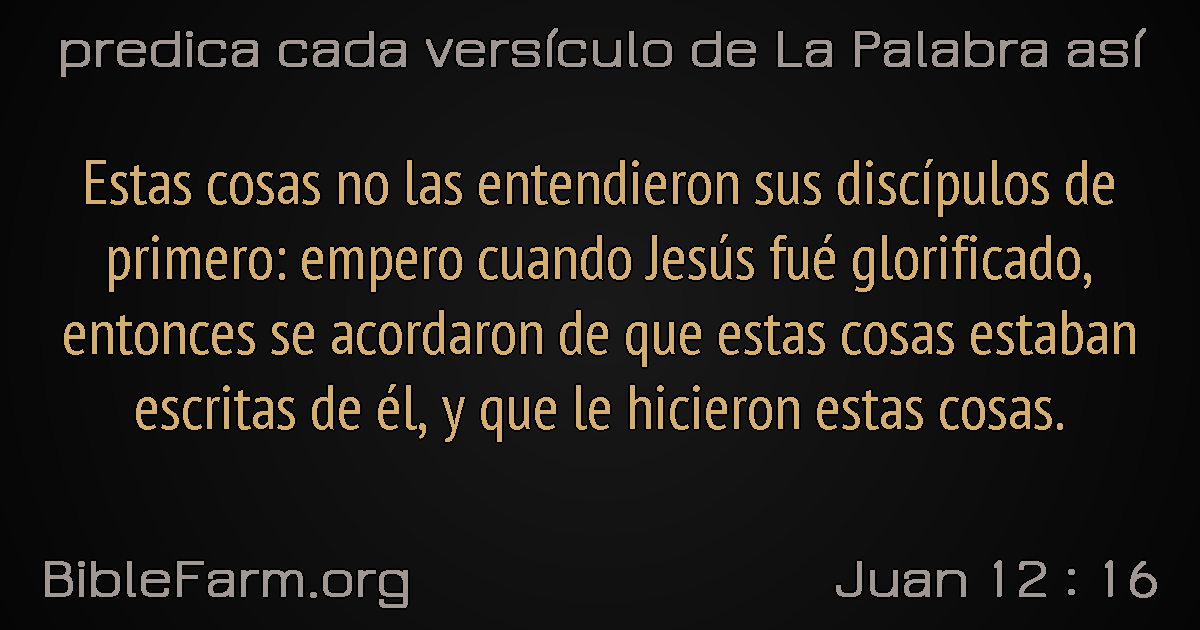 predica cada versículo de La Palabra así
Estas cosas no las entendieron sus discípulos de
primero: empero cuando Jesús fué glorificado,
entonces se acordaron de que estas cosas estaban
escritas de él, y que le hicieron estas cosas.
BibleFarm.org
Juan 12 : 16